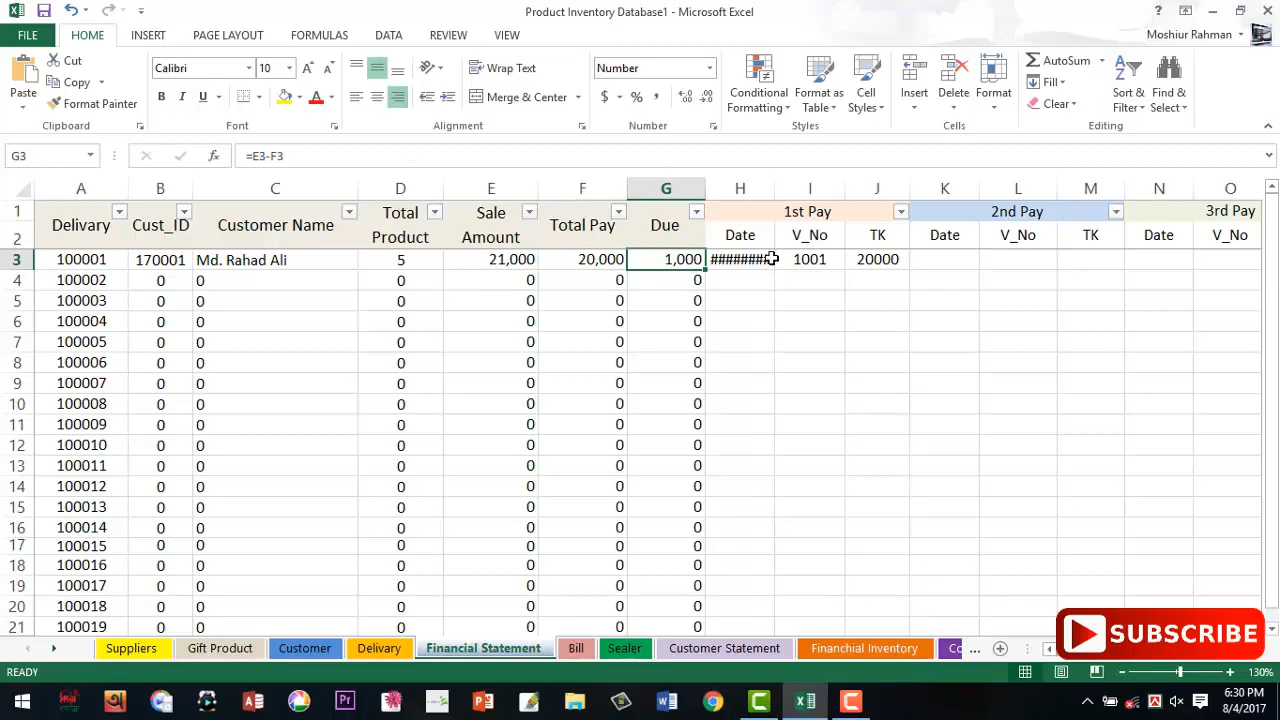 Product Inventory Database1 - Microsoft Excel
FILE HOME INSERT PAGE LAYOUT FORMULAS DATA REVIEW VIEW Moshiur Rahman
Cut
Copy
Format Painter
Paste
Calibri 10
B I U
Wrap Text
Merge & Center
Number
$ % ,
Conditional Formatting
Format as Table
Cell Styles
Insert Delete Format
AutoSum
Fill
Clear
Sort & Filter
Find & Select
Clipboard Font Alignment Number Styles Cells Editing
G3 =E3-F3
A B C D E F G H I J K L M N O
1 Delivary Cust_ID Customer Name Total Product Sale Amount Total Pay Due 1st Pay 2nd Pay 3rd Pay
2 Date V_No TK Date V_No TK Date V_No
3 100001 170001 Md. Rahad Ali 5 21,000 20,000 1,000 ######## 1001 20000
4 100002 0 0 0 0 0 0
5 100003 0 0 0 0 0 0
6 100004 0 0 0 0 0 0
7 100005 0 0 0 0 0 0
8 100006 0 0 0 0 0 0
9 100007 0 0 0 0 0 0
10 100008 0 0 0 0 0 0
11 100009 0 0 0 0 0 0
12 100010 0 0 0 0 0 0
13 100011 0 0 0 0 0 0
14 100012 0 0 0 0 0 0
15 100013 0 0 0 0 0 0
16 100014 0 0 0 0 0 0
17 100015 0 0 0 0 0 0
18 100016 0 0 0 0 0 0
19 100017 0 0 0 0 0 0
20 100018 0 0 0 0 0 0
21 100019 0 0 0 0 0 0
SUBSCRIBE
Suppliers Gift Product Customer Delivary Financial Statement Bill Sealer Customer Statement Financhial Inventory Co ...
READY 130%
6:30 PM
8/4/2017